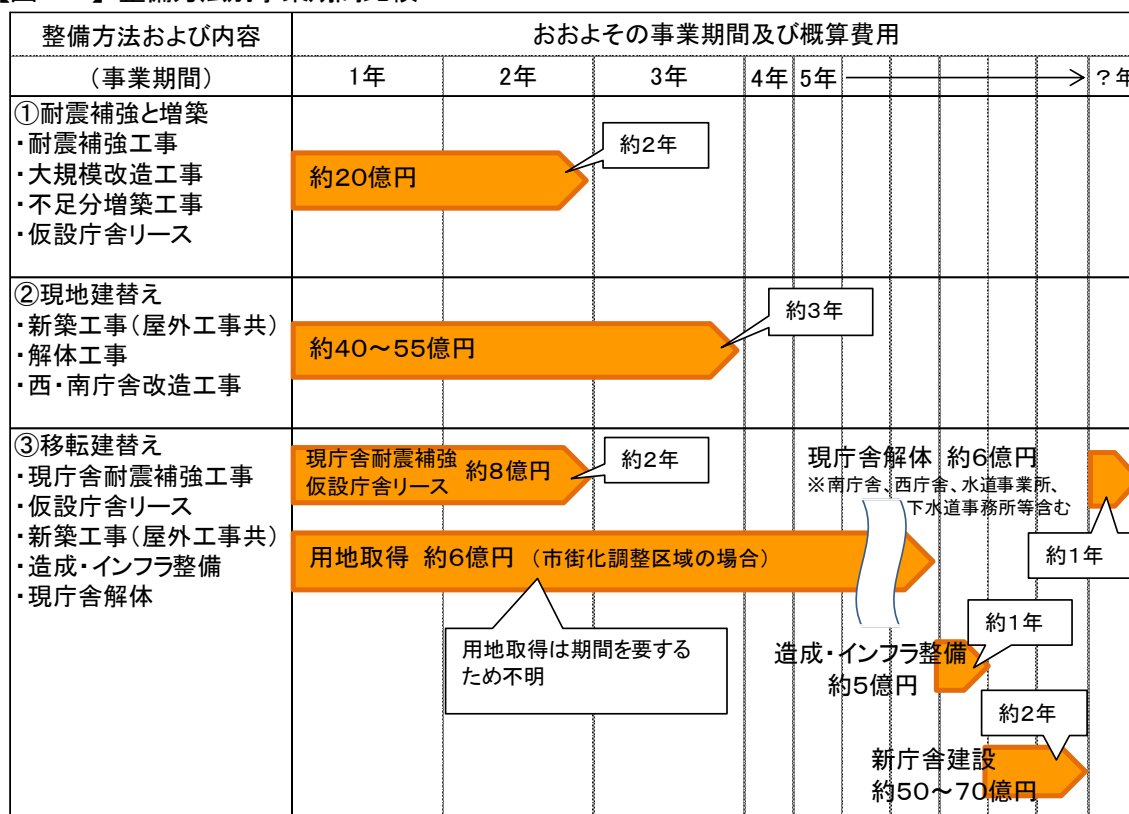 整備方法および内容
おおよその事業期間及び概算費用
（事業期間）
1年
2年
3年
4年
5年
？年
①耐震補強と増築
・耐震補強工事
・大規模改造工事
・不足分増築工事
・仮設庁舎リース
約20億円
約2年
②現地建替え
・新築工事（屋外工事共）
・解体工事
・西・南庁舎改造工事
約40～55億円
約3年
③移転建替え
・現庁舎耐震補強工事
・仮設庁舎リース
・新築工事（屋外工事共）
・造成・インフラ整備
・現庁舎解体
現庁舎耐震補強
仮設庁舎リース
約8億円
約2年
現庁舎解体 約6億円
※南庁舎、西庁舎、水道事業所、
下水道事務所等含む
約1年
用地取得 約6億円 （市街化調整区域の場合）
用地取得は期間を要する
ため不明
造成・インフラ整備
約5億円
約1年
新庁舎建設
約50～70億円
約2年